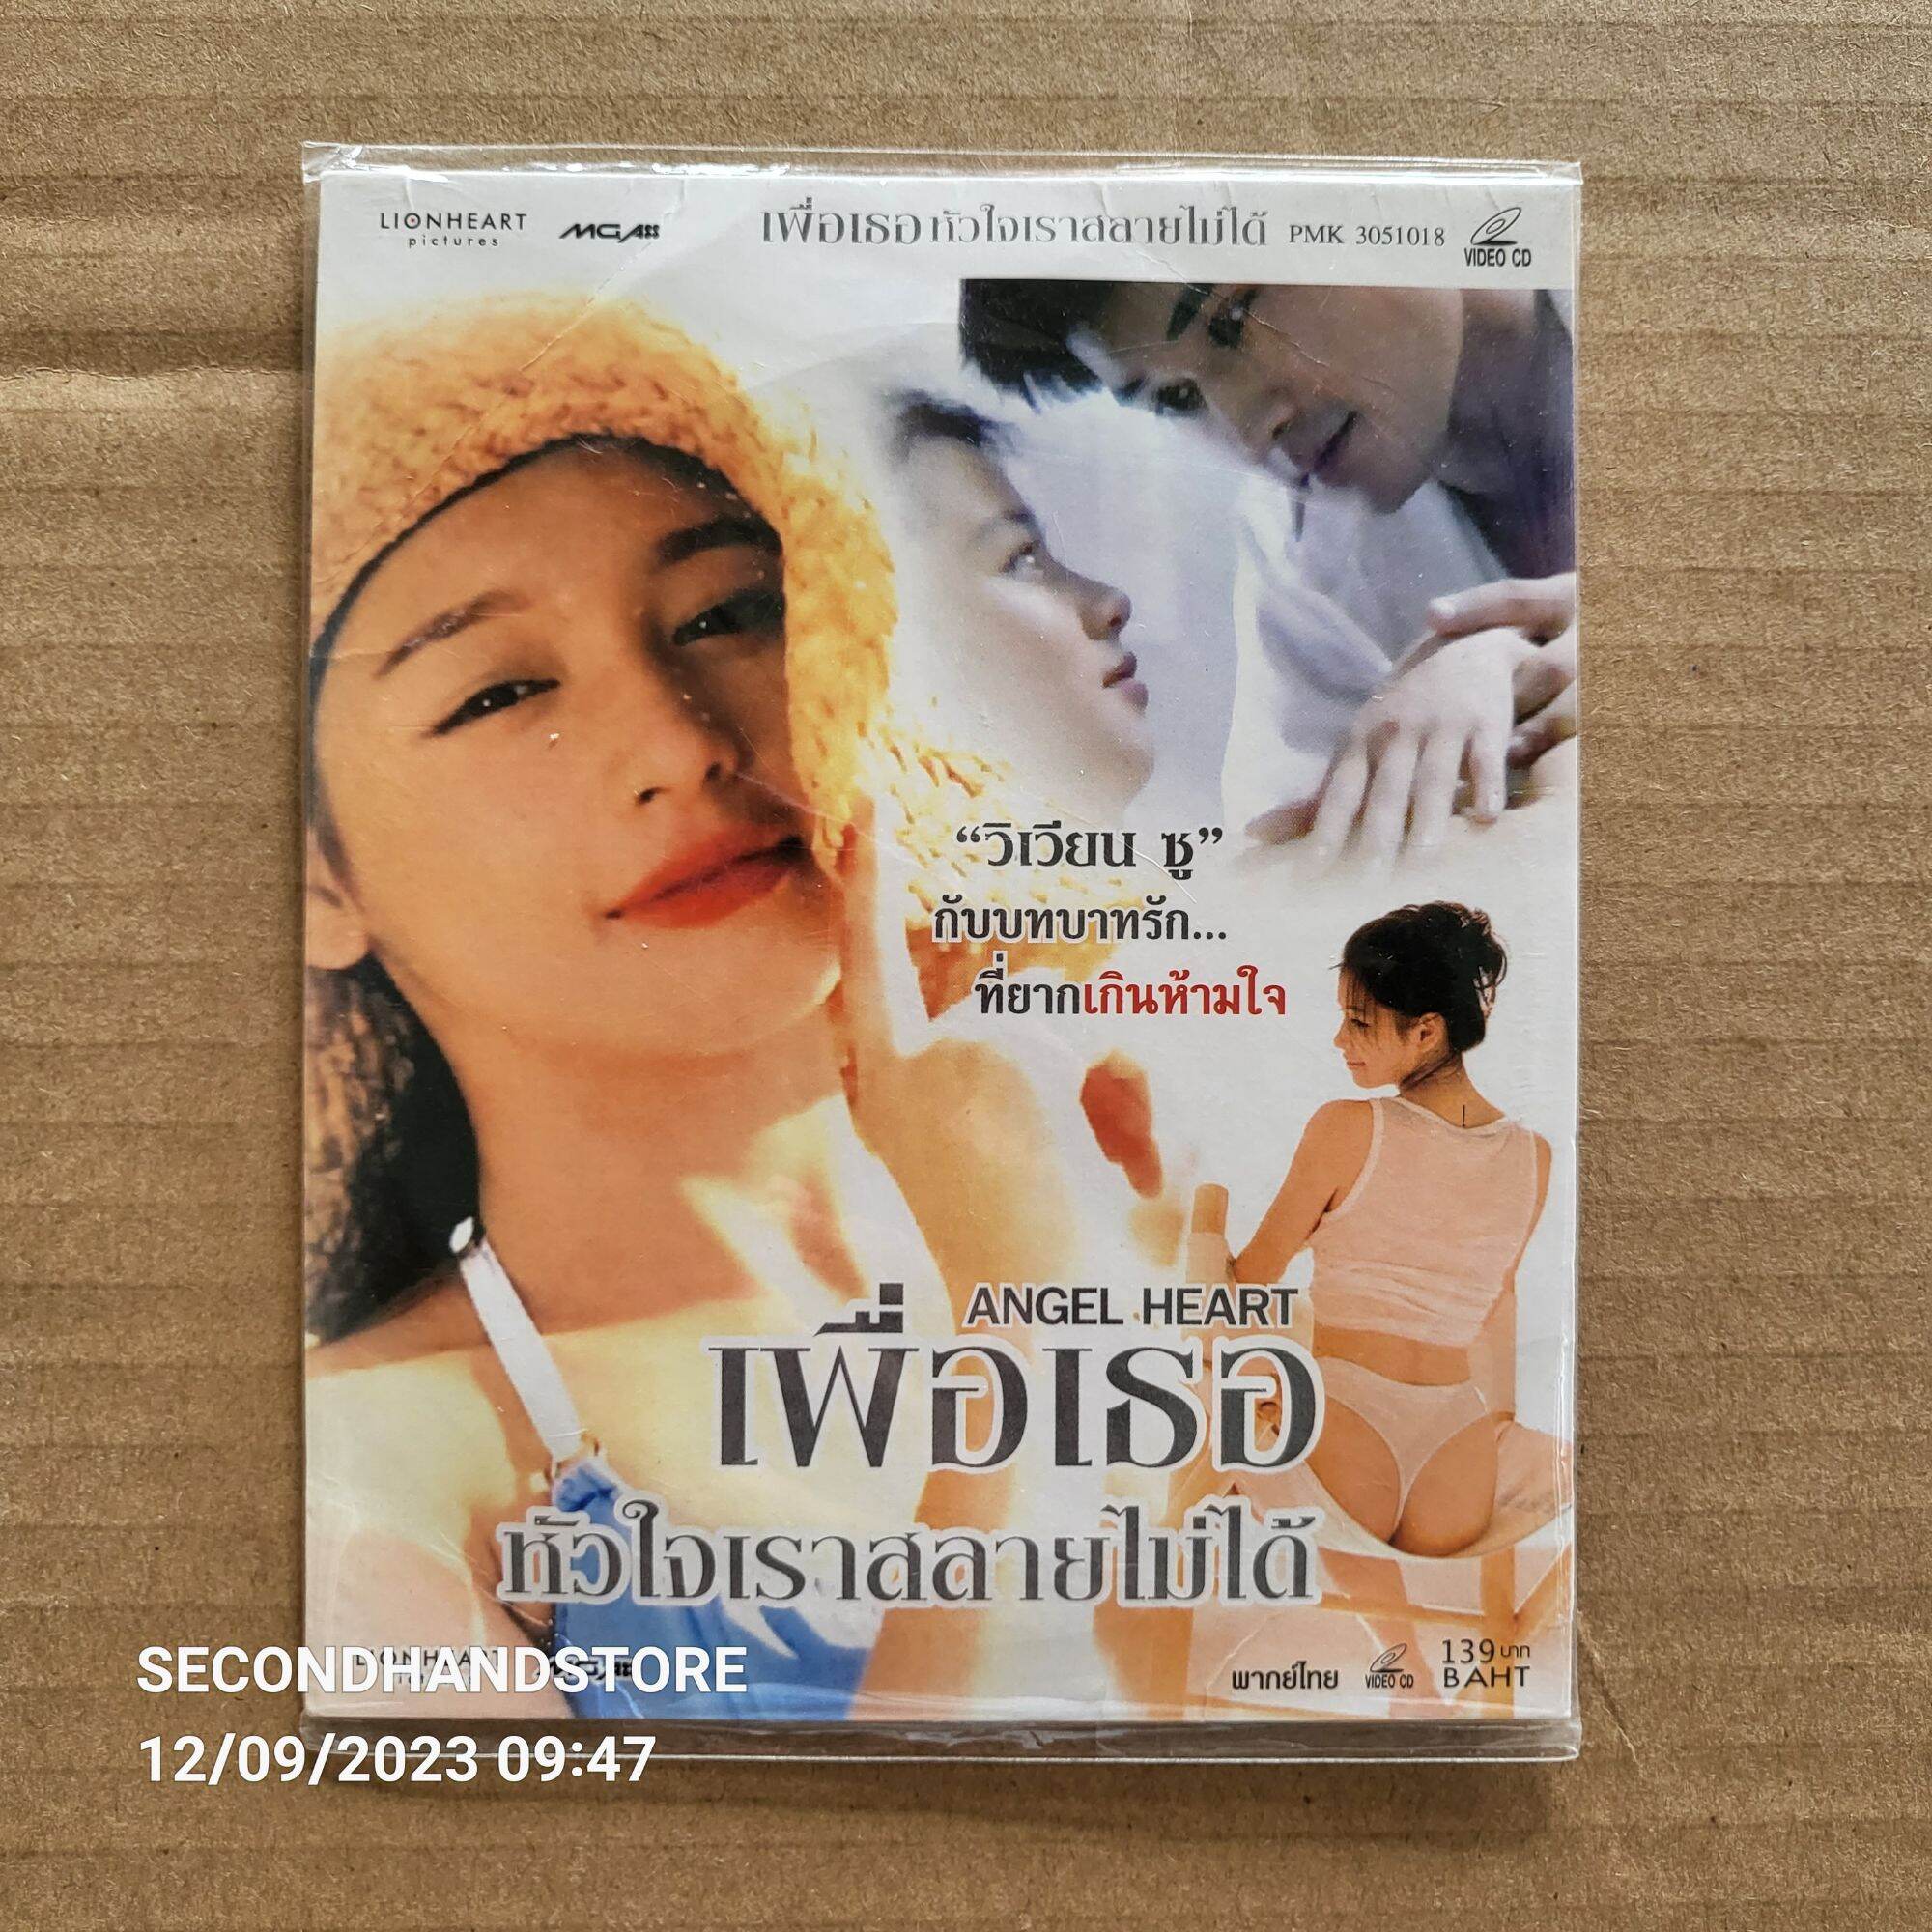 LIONHEART
pictures
MGA
เพื่อเธอ หัวใจเราสลายไม่ได้ PMK 3051018
VIDEO CD
“วิเวียน ซู”
กับบทบาทรัก...
ที่ยากเกินห้ามใจ
ANGEL HEART
เพื่อเธอ
หัวใจเราสลายไม่ได้
พากย์ไทย
VIDEO CD
139 บาท
BAHT
SECONDHANDSTORE
12/09/2023 09:47